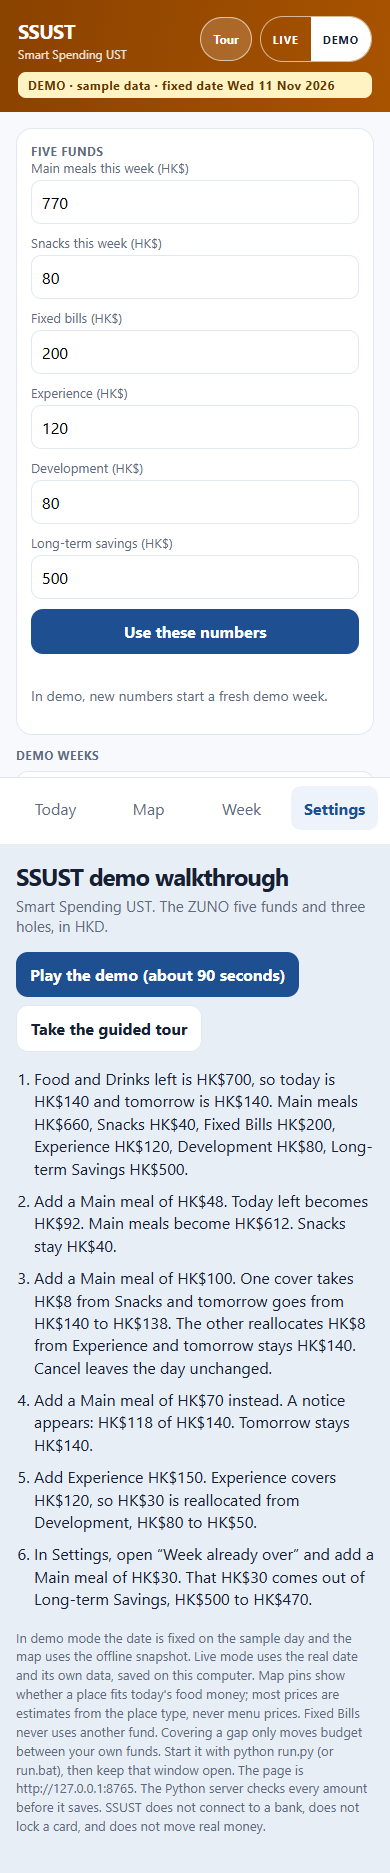 SSUST
Smart Spending UST
Tour
LIVE
DEMO
DEMO · sample data · fixed date Wed 11 Nov 2026
FIVE FUNDS
Main meals this week (HK$)
770
Snacks this week (HK$)
80
Fixed bills (HK$)
200
Experience (HK$)
120
Development (HK$)
80
Long-term savings (HK$)
500
Use these numbers
In demo, new numbers start a fresh demo week.
DEMO WEEKS
Today
Map
Week
Settings
SSUST demo walkthrough
Smart Spending UST. The ZUNO five funds and three
holes, in HKD.
Play the demo (about 90 seconds)
Take the guided tour
1. Food and Drinks left is HK$700, so today is
HK$140 and tomorrow is HK$140. Main meals
HK$660, Snacks HK$40, Fixed Bills HK$200,
Experience HK$120, Development HK$80, Long-
term Savings HK$500.
2. Add a Main meal of HK$48. Today left becomes
HK$92. Main meals become HK$612. Snacks
stay HK$40.
3. Add a Main meal of HK$100. One cover takes
HK$8 from Snacks and tomorrow goes from
HK$140 to HK$138. The other reallocates HK$8
from Experience and tomorrow stays HK$140.
Cancel leaves the day unchanged.
4. Add a Main meal of HK$70 instead. A notice
appears: HK$118 of HK$140. Tomorrow stays
HK$140.
5. Add Experience HK$150. Experience covers
HK$120, so HK$30 is reallocated from
Development, HK$80 to HK$50.
6. In Settings, open “Week already over” and add a
Main meal of HK$30. That HK$30 comes out of
Long-term Savings, HK$500 to HK$470.
In demo mode the date is fixed on the sample day and the
map uses the offline snapshot. Live mode uses the real date
and its own data, saved on this computer. Map pins show
whether a place fits today's food money; most prices are
estimates from the place type, never menu prices. Fixed Bills
never uses another fund. Covering a gap only moves budget
between your own funds. Start it with python run.py (or
run.bat), then keep that window open. The page is
http://127.0.0.1:8765. The Python server checks every amount
before it saves. SSUST does not connect to a bank, does not
lock a card, and does not move real money.